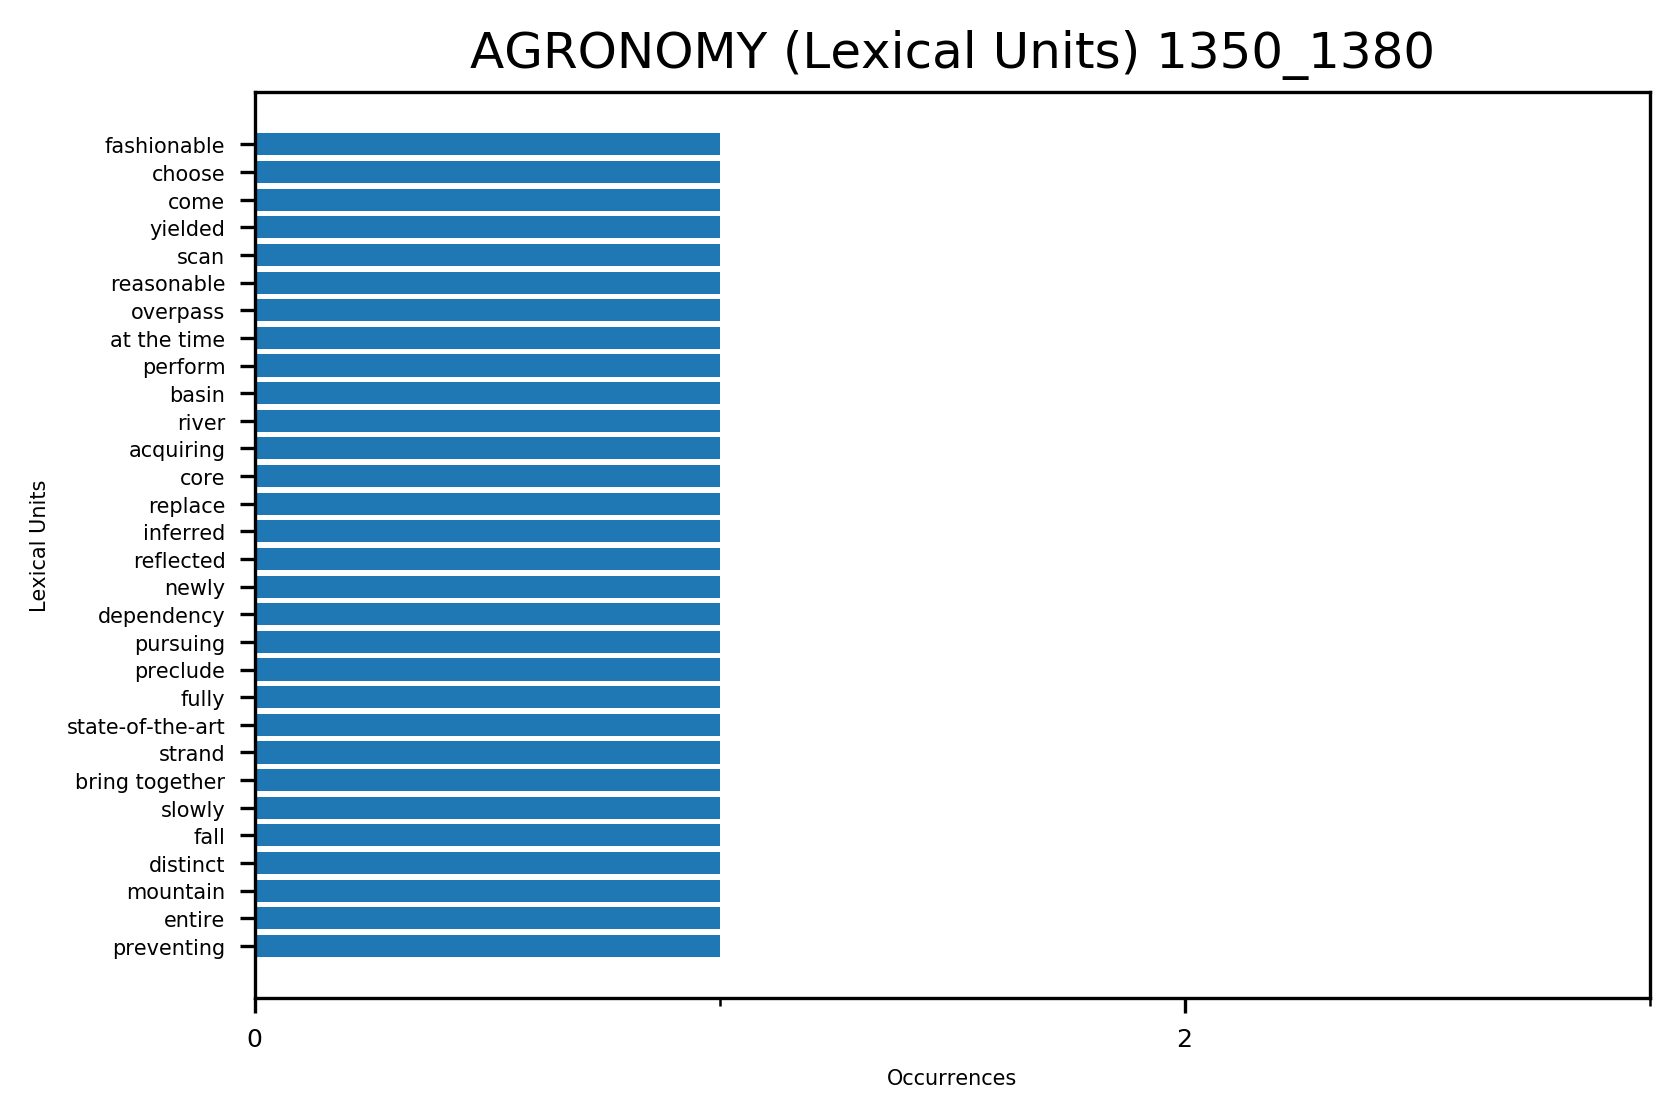 AGRONOMY (Lexical Units) 1350_1380
fashionable
choose
come
yielded
scan
reasonable
overpass
at the time
perform
basin
river
acquiring
core
replace
inferred
reflected
newly
dependency
pursuing
preclude
fully
state-of-the-art
strand
bring together
slowly
fall
distinct
mountain
entire
preventing
Lexical Units
0 2
Occurrences